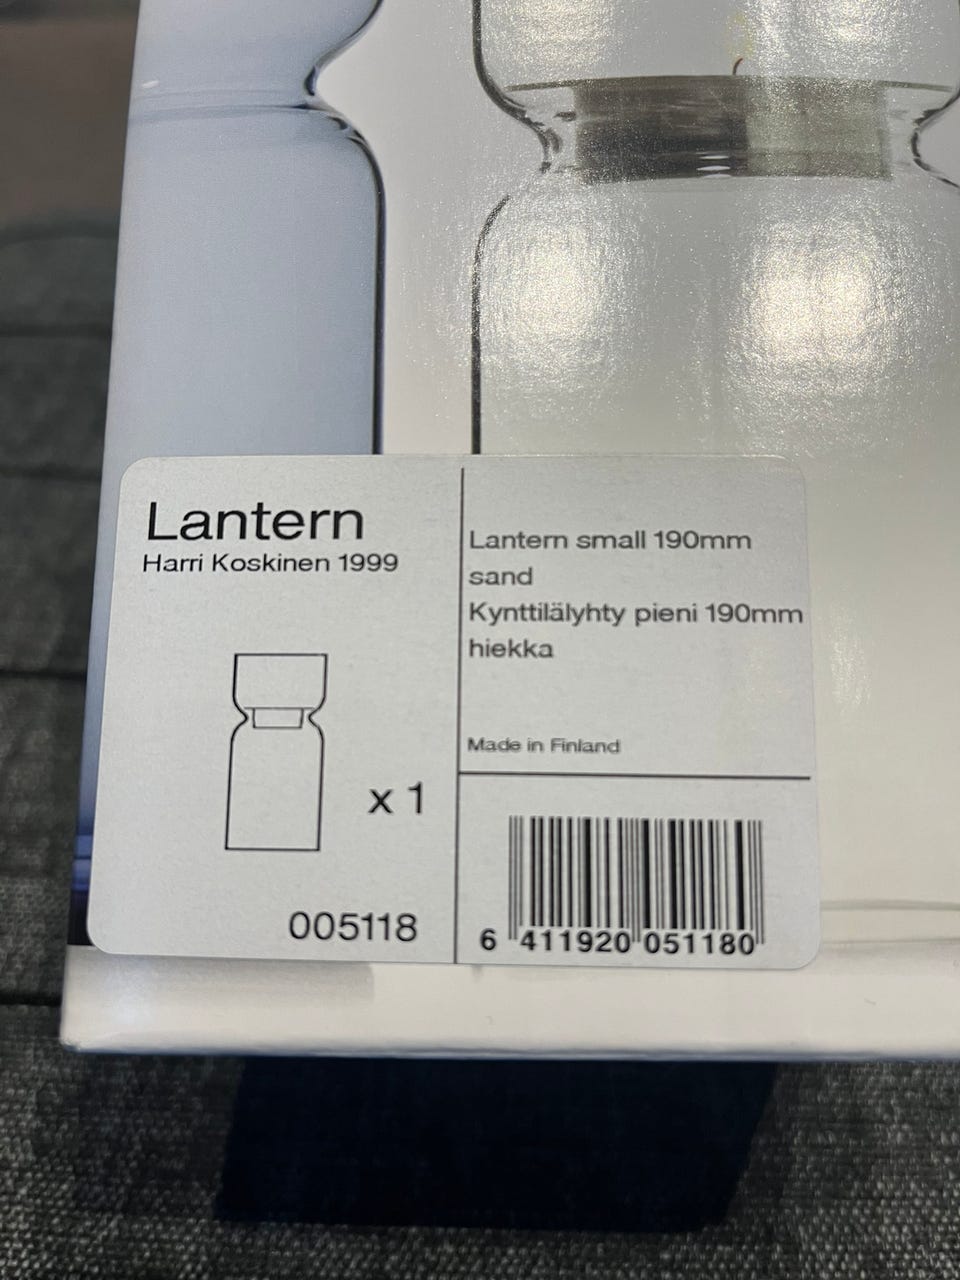 Lantern
Harri Koskinen 1999
x 1
005118
Lantern small 190mm
sand
Kynttilälyhty pieni 190mm
hiekka
Made in Finland
6 411920 051180